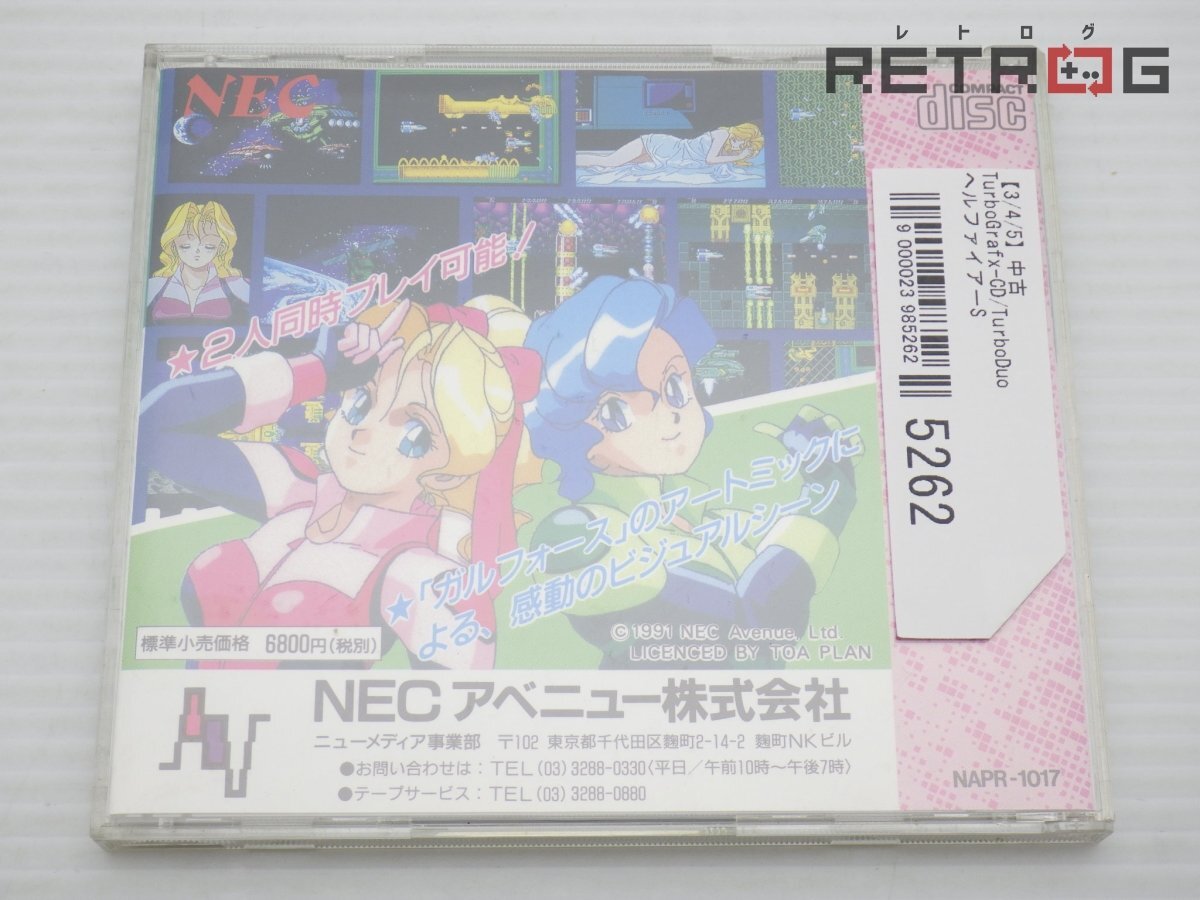 レトログ
RETROG
NEC
COMPACT
disc
【3/4/5】中古
TurboGrafx-CD/TurboDuo
ヘルファイアーS
9 000023 985262
5262
★2人同時プレイ可能!
★「ガルフォース」のアートミックに
よる、感動のビジュアルシーン
標準小売価格 6800円(税別)
©1991 NEC Avenue, Ltd.
LICENCED BY TOA PLAN
NECアベニュー株式会社
ニューメディア事業部 〒102 東京都千代田区麹町2-14-2 麹町NKビル
●お問い合わせは:TEL(03)3288-0330〈平日/午前10時~午後7時〉
●テープサービス:TEL(03)3288-0880
NAPR-1017